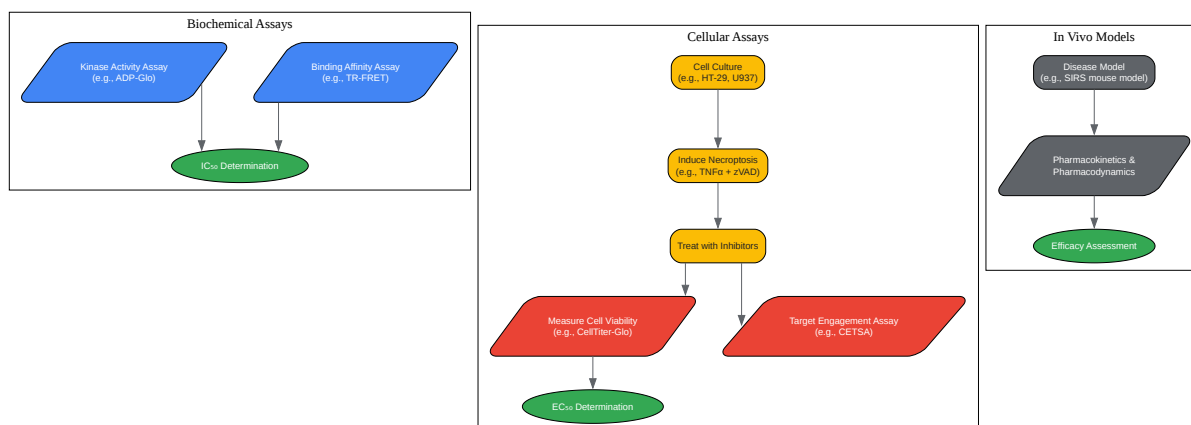 Biochemical Assays
Kinase Activity Assay
(e.g., ADP-Glo)
Binding Affinity Assay
(e.g., TR-FRET)
IC₅₀ Determination
Cellular Assays
Cell Culture
(e.g., HT-29, U937)
Induce Necroptosis
(e.g., TNFα + zVAD)
Treat with Inhibitors
Measure Cell Viability
(e.g., CellTiter-Glo)
Target Engagement Assay
(e.g., CETSA)
EC₅₀ Determination
In Vivo Models
Disease Model
(e.g., SIRS mouse model)
Pharmacokinetics &
Pharmacodynamics
Efficacy Assessment